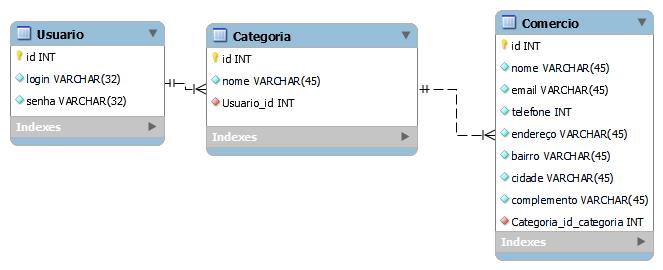 Usuario
id INT
login VARCHAR(32)
senha VARCHAR(32)
Indexes
Categoria
id INT
nome VARCHAR(45)
Usuario_id INT
Indexes
Comercio
id INT
nome VARCHAR(45)
email VARCHAR(45)
telefone INT
endereço VARCHAR(45)
bairro VARCHAR(45)
cidade VARCHAR(45)
complemento VARCHAR(45)
Categoria_id_categoria INT
Indexes